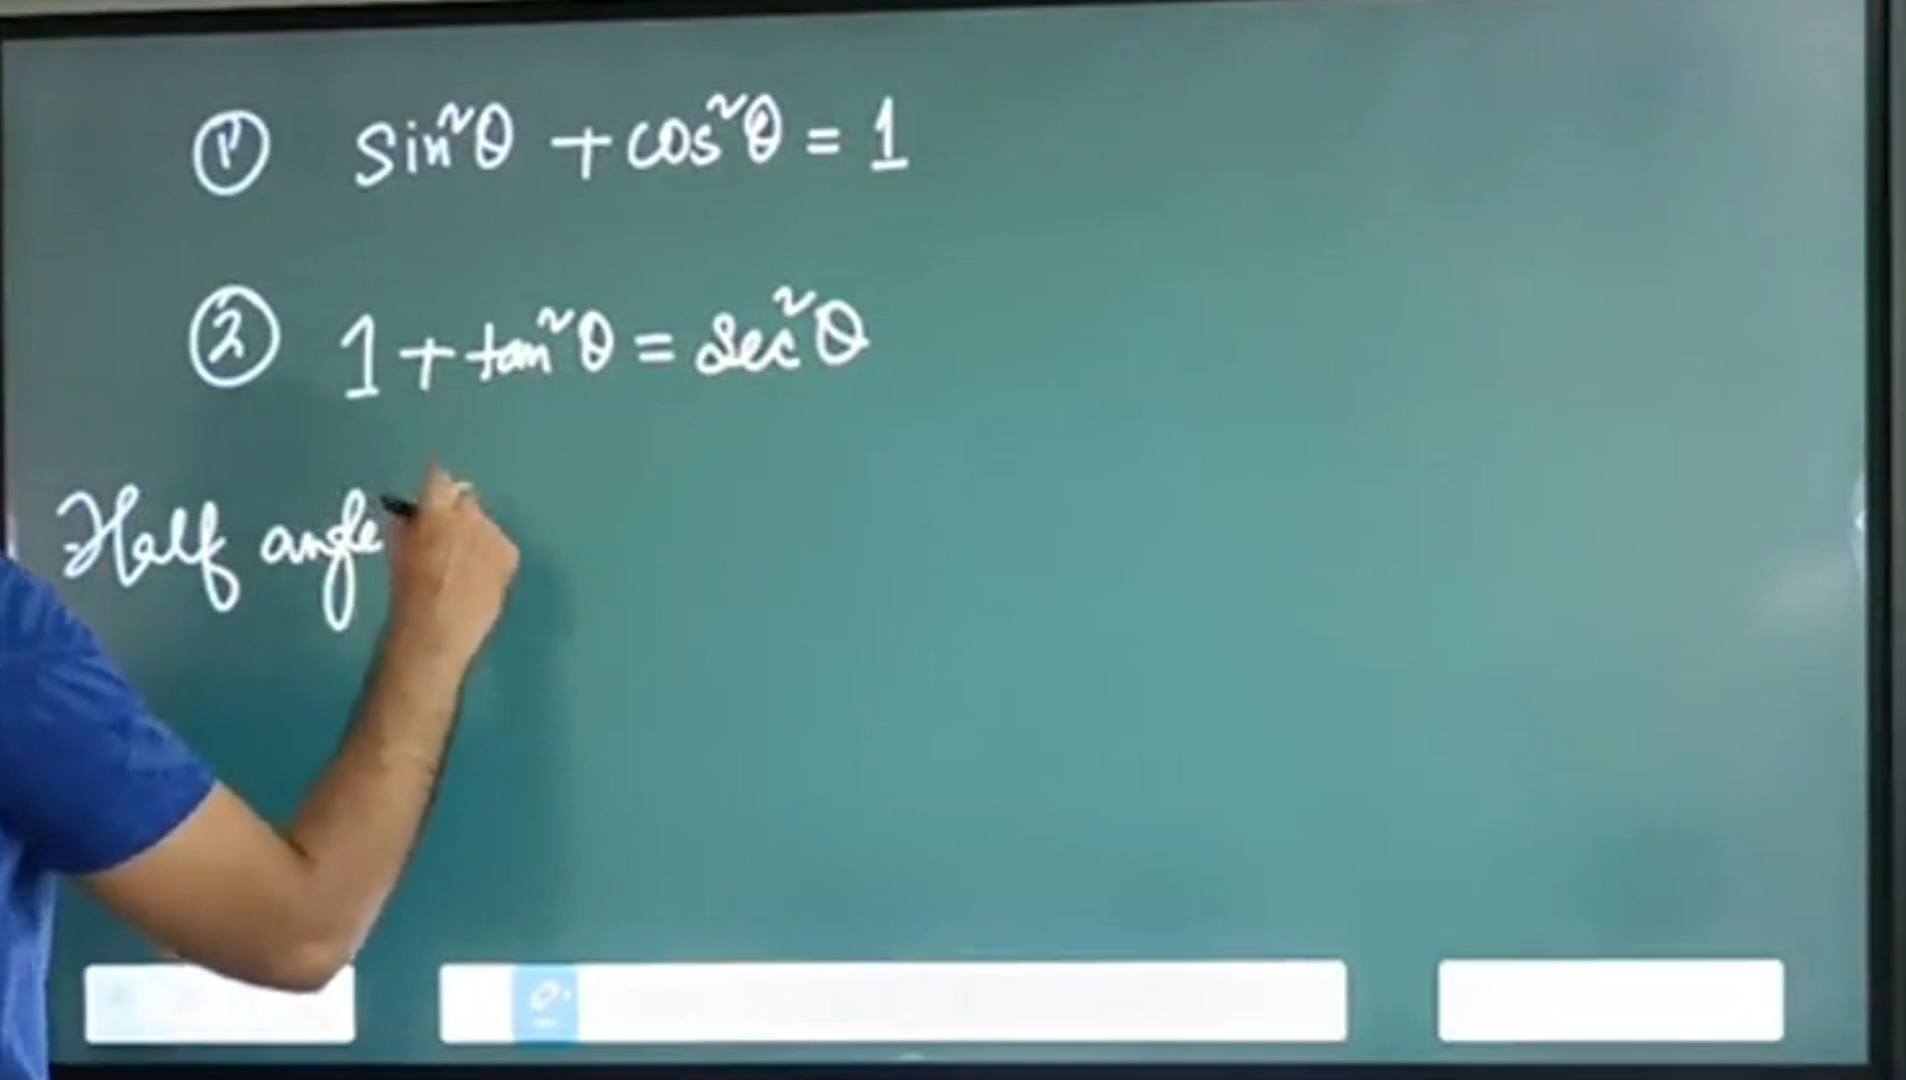 ① sin²θ + cos²θ = 1
② 1 + tan²θ = sec²θ
Half angle